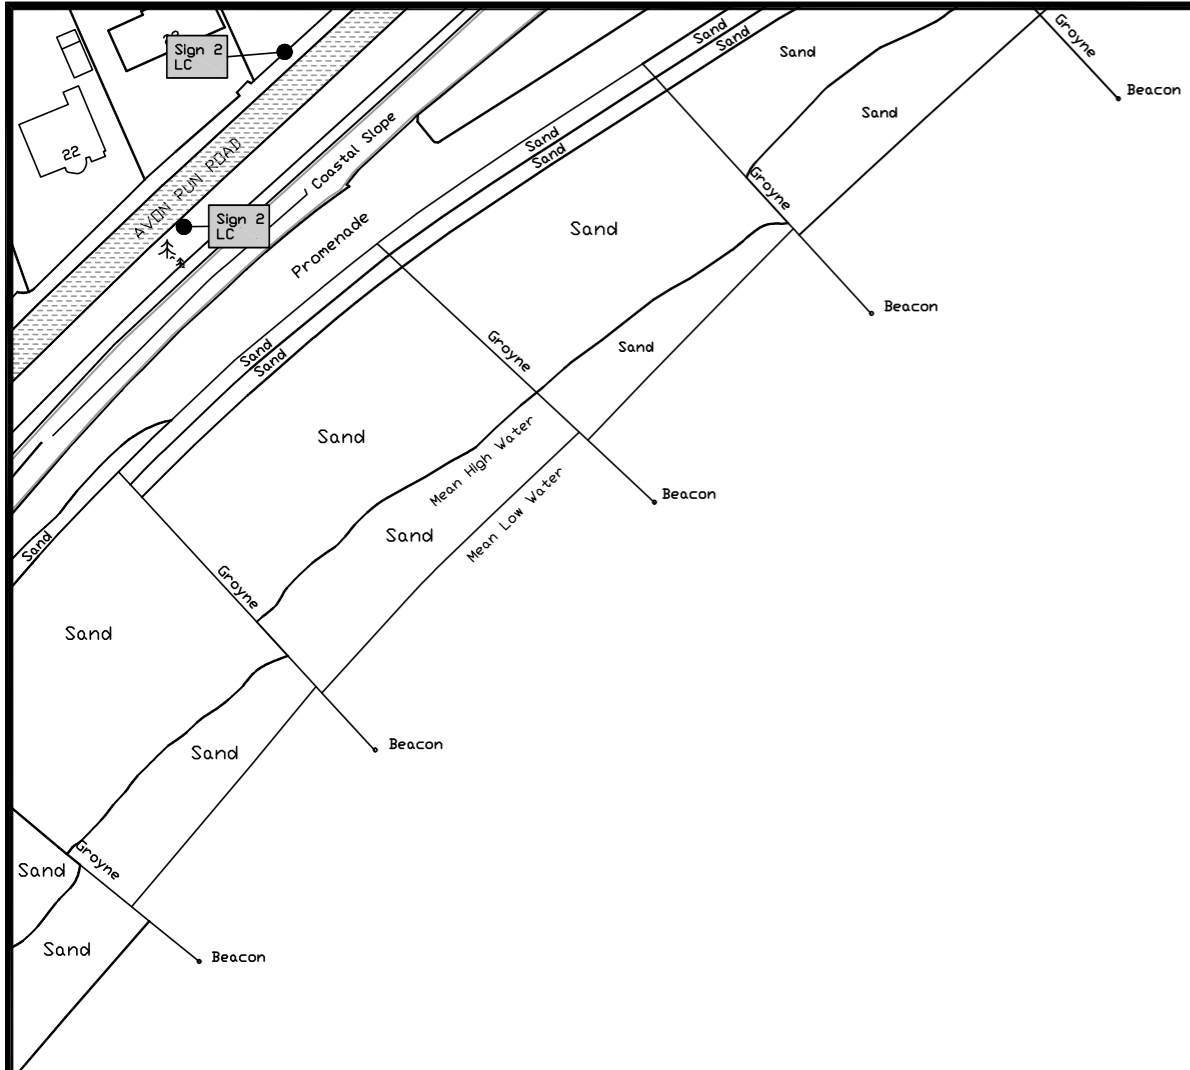 Sand
Sand
Sand
Groyne
Sign 2
LC
Beacon
Sand
Coastal Slope
Sand
Sand
22
AVON RUN ROAD
Groyne
Sign 2
LC
Promenade
Sand
Beacon
Sand
Sand
Groyne
Sand
Sand
Mean High Water
Beacon
Mean Low Water
Sand
Sand
Groyne
Sand
Beacon
Sand
Groyne
Sand
Sand
Beacon